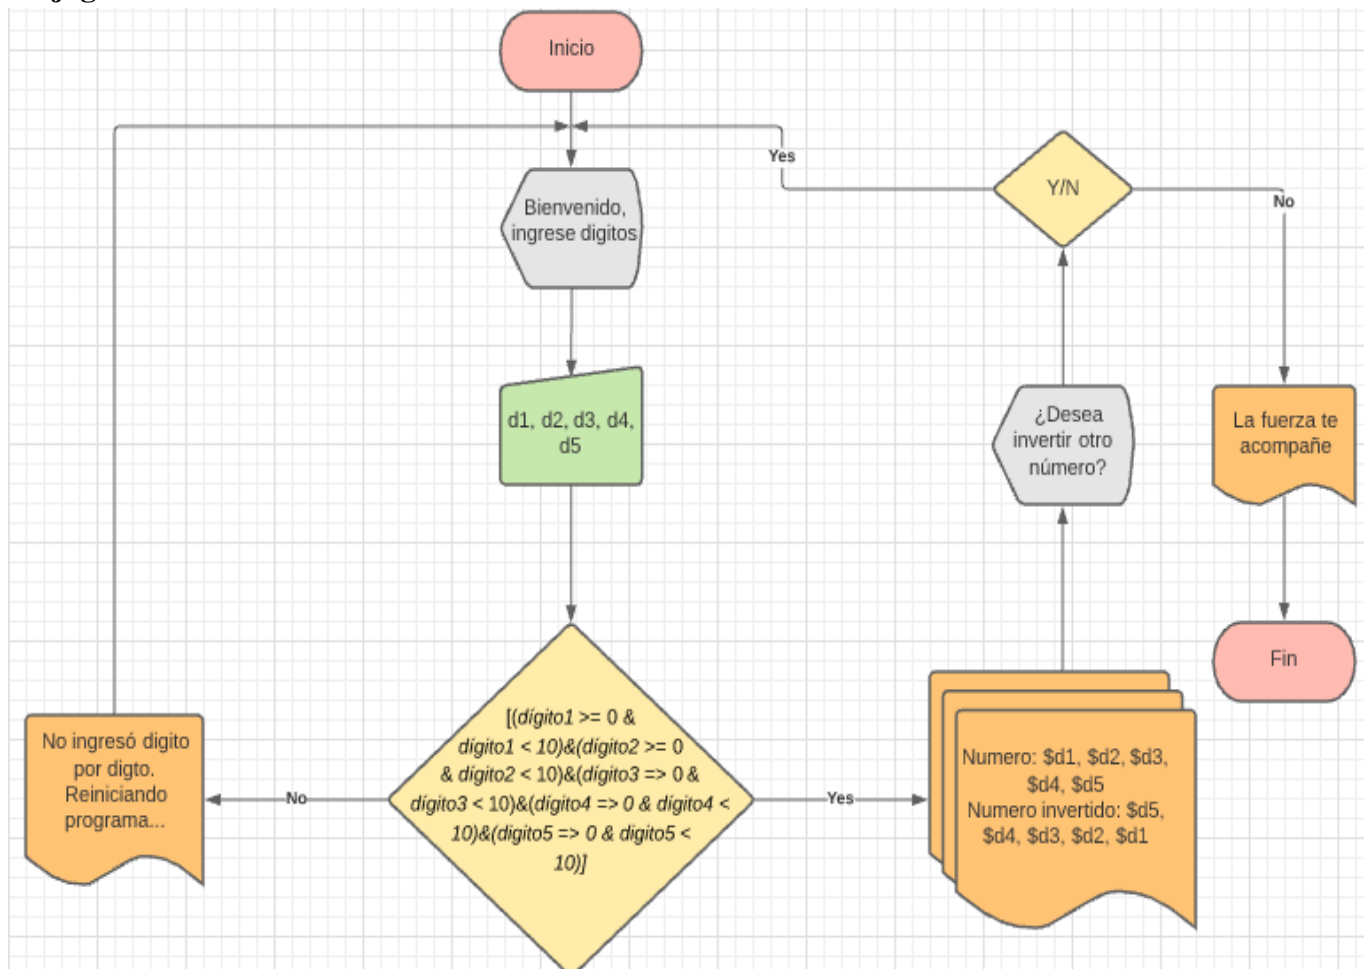 Inicio
Yes
Y/N
No
Bienvenido,
ingrese digitos
d1, d2, d3, d4,
d5
¿Desea
invertir otro
número?
La fuerza te
acompañe
Fin
[(dígito1 >= 0 &
dígito1 < 10)&(dígito2 >= 0
& dígito2 < 10)&(dígito3 => 0 &
dígito3 < 10)&(dígito4 => 0 & dígito4 <
10)&(dígito5 => 0 & dígito5 <
10)]
No
Yes
No ingresó digito
por digto.
Reiniciando
programa...
Numero: $d1, $d2, $d3,
$d4, $d5
Numero invertido: $d5,
$d4, $d3, $d2, $d1